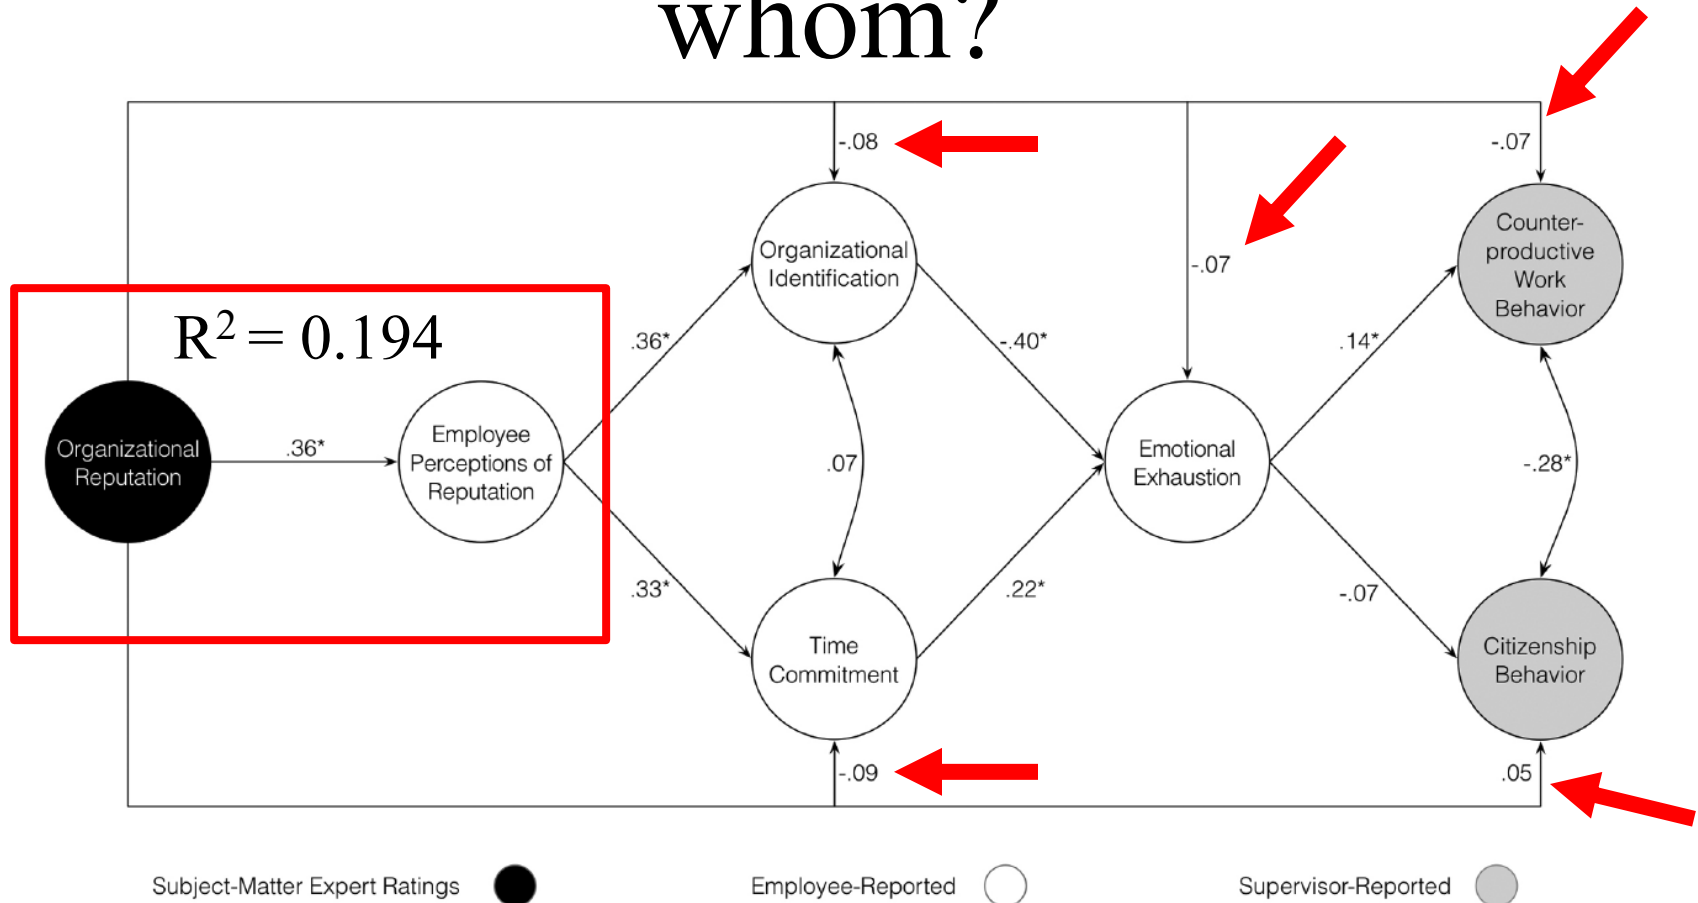 whom?
-.08
-.07
-.07
Organizational
Identification
Counter-
productive
Work
Behavior
R² = 0.194
.36*
-.40*
.14*
Organizational
Reputation
.36*
Employee
Perceptions of
Reputation
.07
Emotional
Exhaustion
-.28*
.33*
.22*
-.07
Time
Commitment
Citizenship
Behavior
-.09
.05
Subject-Matter Expert Ratings
Employee-Reported
Supervisor-Reported